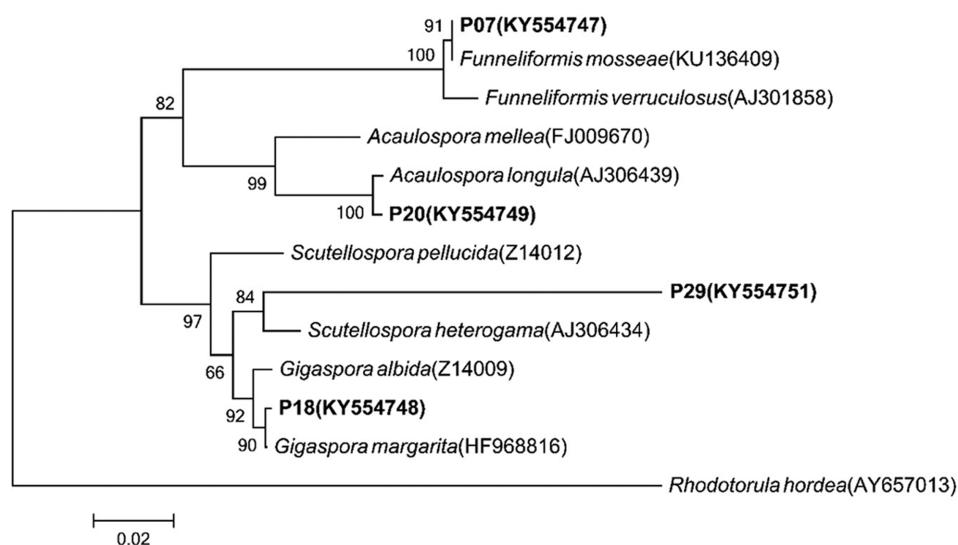 91
P07(KY554747)
100
Funneliformis mosseae(KU136409)
Funneliformis verruculosus(AJ301858)
82
Acaulospora mellea(FJ009670)
99
Acaulospora longula(AJ306439)
100
P20(KY554749)
Scutellospora pellucida(Z14012)
84
P29(KY554751)
97
Scutellospora heterogama(AJ306434)
66
Gigaspora albida(Z14009)
92
P18(KY554748)
90
Gigaspora margarita(HF968816)
Rhodotorula hordea(AY657013)
0.02